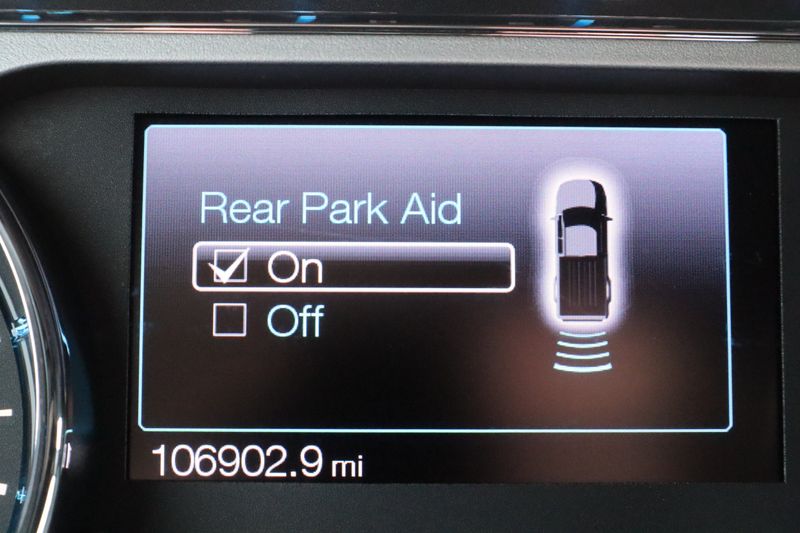 Rear Park Aid
On
Off
106902.9 mi